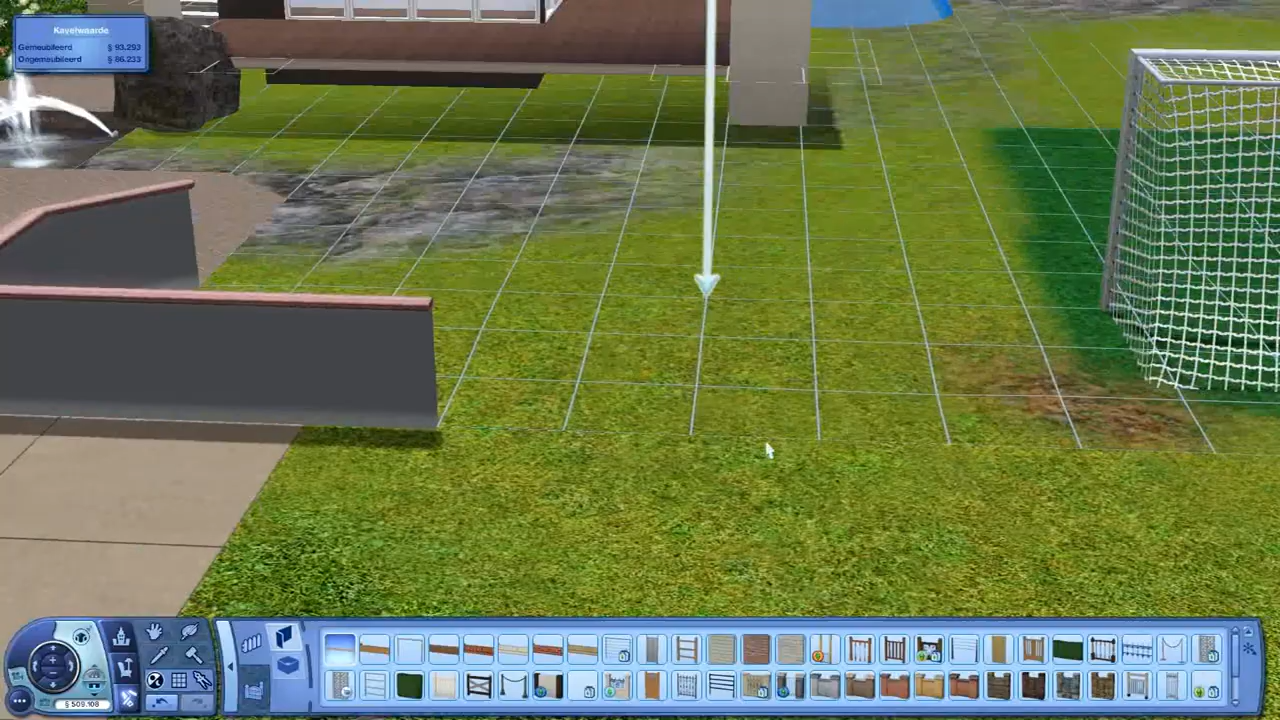 Kavelwaarde
Gemeubileerd § 93.293
Ongemeubileerd § 86.233
§ 509.108